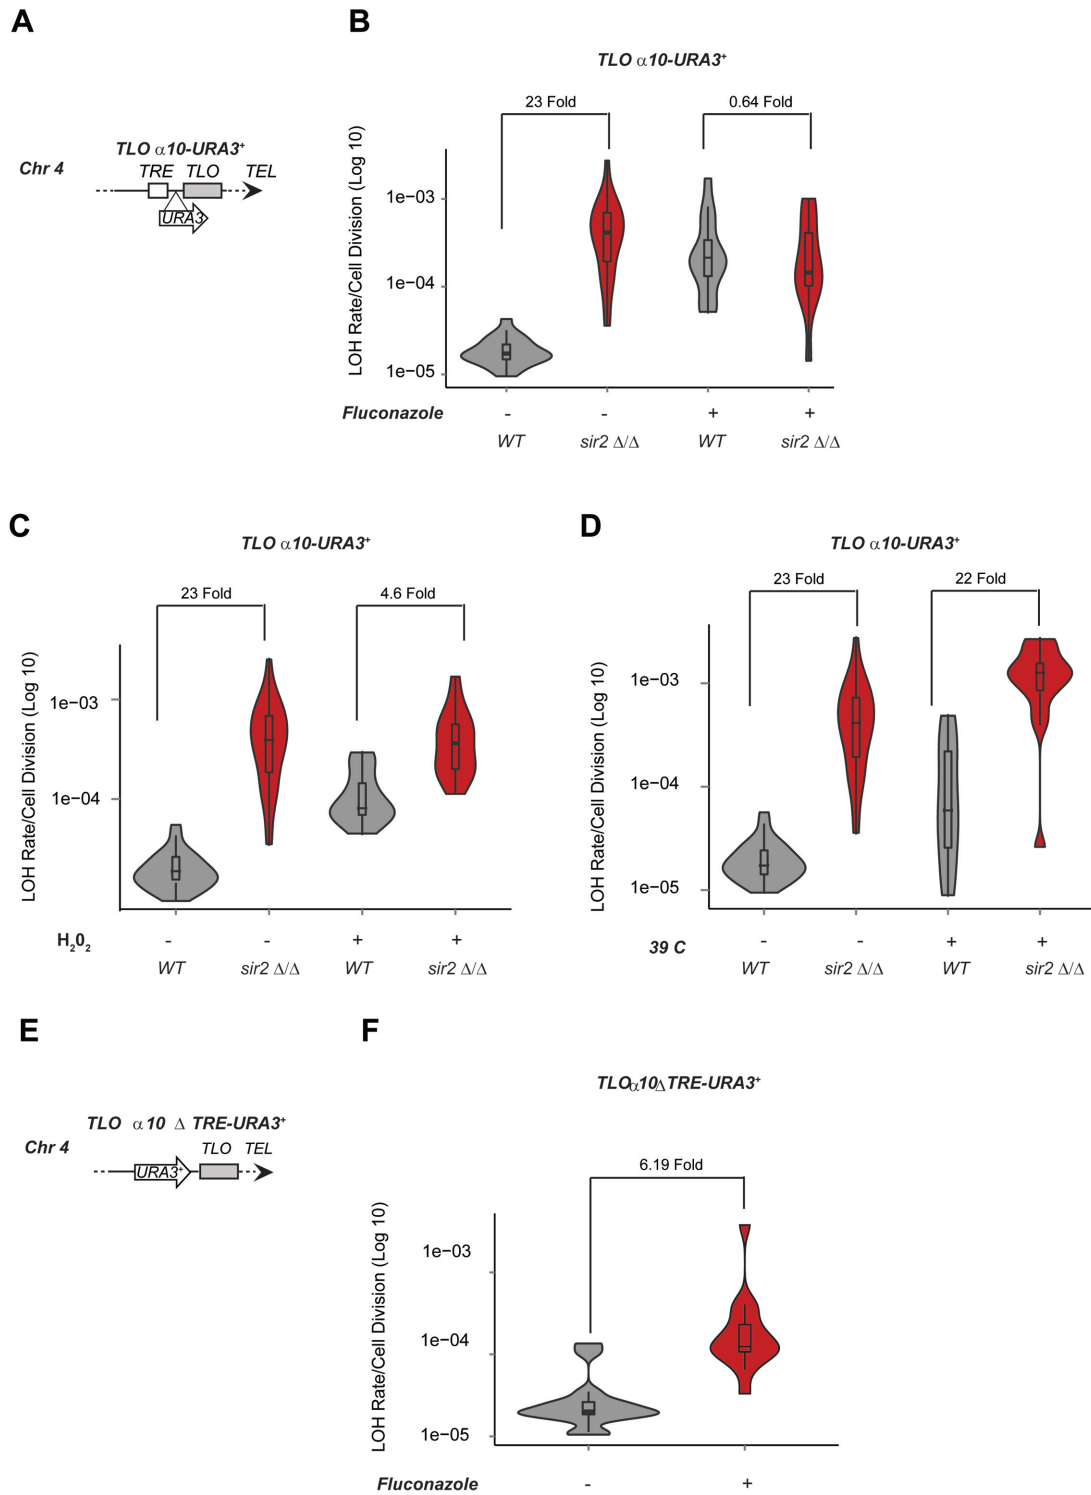 A
TLO α10-URA3+
Chr 4
TRE TLO TEL
URA3
B
TLO α10-URA3+
23 Fold 0.64 Fold
LOH Rate/Cell Division (Log 10)
1e−03
1e−04
1e−05
Fluconazole - - + +
WT sir2 Δ/Δ WT sir2 Δ/Δ
C
TLO α10-URA3+
23 Fold 4.6 Fold
LOH Rate/Cell Division (Log 10)
1e−03
1e−04
H202 - - + +
WT sir2 Δ/Δ WT sir2 Δ/Δ
D
TLO α10-URA3+
23 Fold 22 Fold
LOH Rate/Cell Division (Log 10)
1e−03
1e−04
1e−05
39 C - - + +
WT sir2 Δ/Δ WT sir2 Δ/Δ
E
TLO α10 Δ TRE-URA3+
Chr 4
TLO TEL
URA3+
F
TLOα10ΔTRE-URA3+
6.19 Fold
LOH Rate/Cell Division (Log 10)
1e−03
1e−04
1e−05
Fluconazole - +